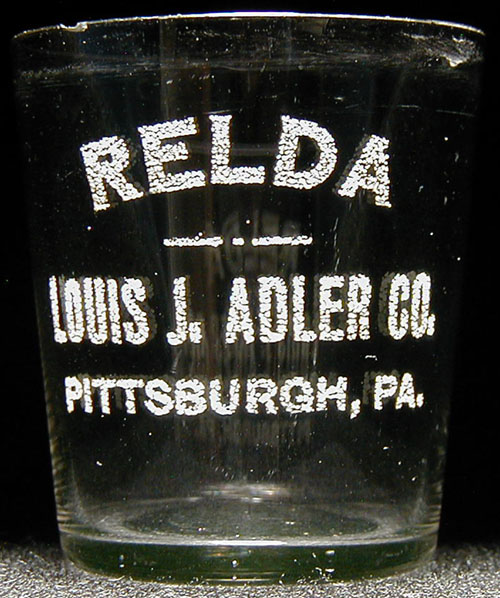 RELDA
LOUIS J. ADLER CO.
PITTSBURGH, PA.